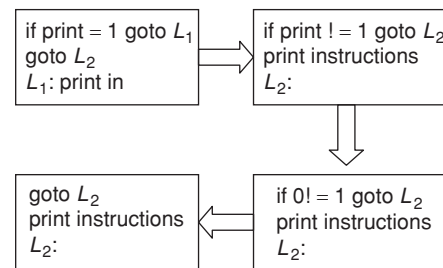 if print = 1 goto L₁
goto L₂
L₁: print in
if print ! = 1 goto L₂
print instructions
L₂:
if 0! = 1 goto L₂
print instructions
L₂:
goto L₂
print instructions
L₂: